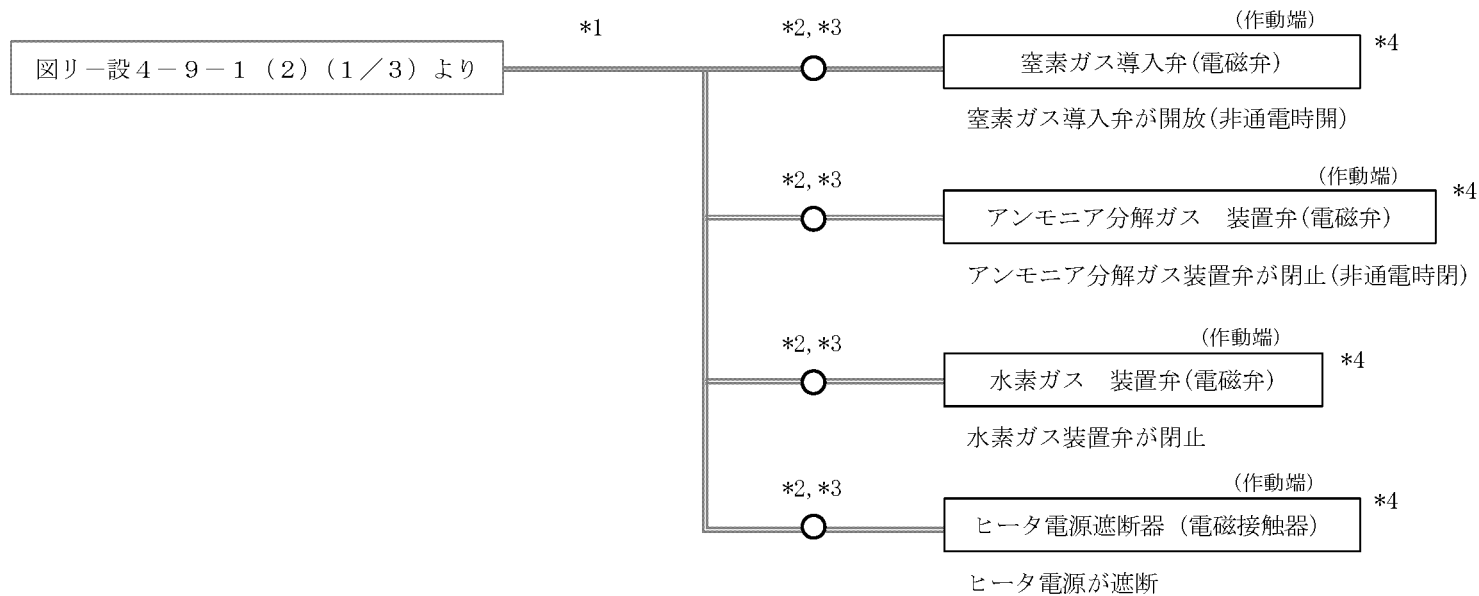 *1
*2, *3
(作動端)
*4
図リ－設4－9－1 (2) (1／3) より
窒素ガス導入弁(電磁弁)
窒素ガス導入弁が開放(非通電時開)
*2, *3
(作動端)
*4
アンモニア分解ガス　装置弁(電磁弁)
アンモニア分解ガス装置弁が閉止(非通電時閉)
*2, *3
(作動端)
*4
水素ガス　装置弁(電磁弁)
水素ガス装置弁が閉止
*2, *3
(作動端)
*4
ヒータ電源遮断器 (電磁接触器)
ヒータ電源が遮断